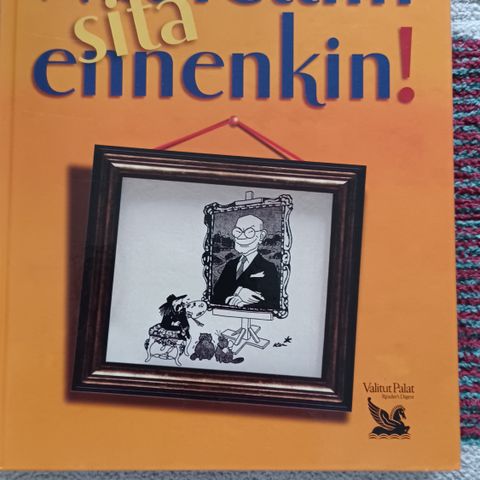 sitä
ennenkin!
Valitut Palat
Reader's Digest